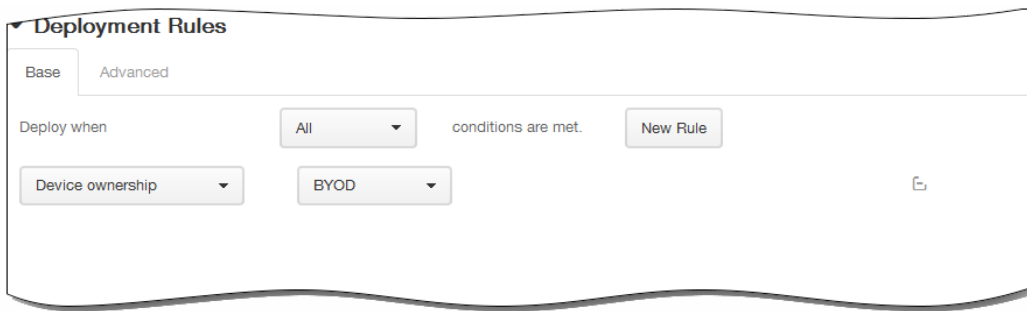 Deployment Rules
Base Advanced
Deploy when All conditions are met. New Rule
Device ownership BYOD